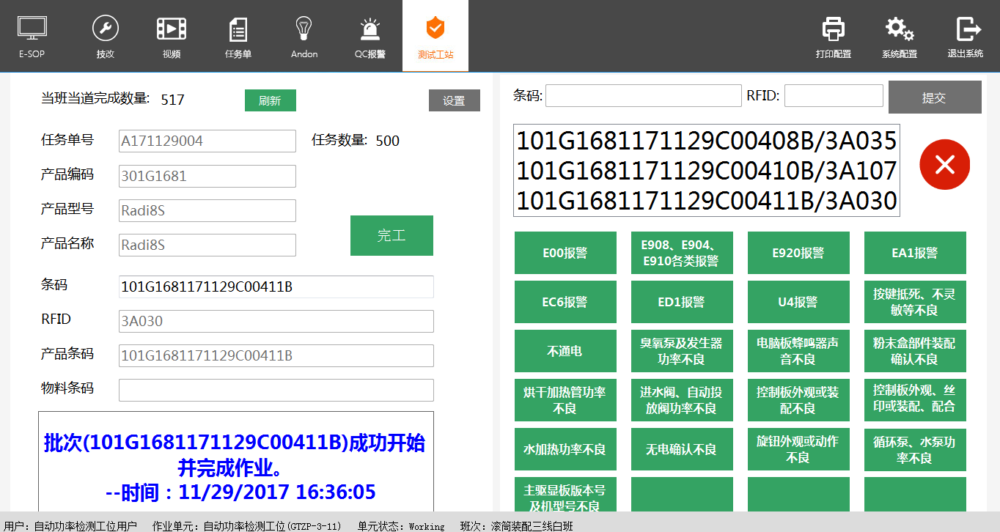 E-SOP 技改 视频 任务单 Andon QC报警 测试工站 打印配置 系统配置 退出系统
当班当道完成数量: 517 刷新 设置
任务单号 A171129004 任务数量: 500
产品编码 301G1681
产品型号 Radi8S
产品名称 Radi8S
完工
条码 101G1681171129C00411B
RFID 3A030
产品条码 101G1681171129C00411B
物料条码
批次(101G1681171129C00411B)成功开始
并完成作业。
--时间：11/29/2017 16:36:05
条码: RFID: 提交
101G1681171129C00408B/3A035
101G1681171129C00410B/3A107
101G1681171129C00411B/3A030
E00报警
E908、E904、
E910各类报警
E920报警
EA1报警
EC6报警
ED1报警
U4报警
按键抵死、不灵
敏等不良
不通电
臭氧泵及发生器
功率不良
电脑板蜂鸣器声
音不良
粉末盒部件装配
确认不良
烘干加热管功率
不良
进水阀、自动投
放阀功率不良
控制板外观或装
配不良
控制板外观、丝
印或装配、配合
水加热功率不良
无电确认不良
旋钮外观或动作
不良
循环泵、水泵功
率不良
主驱显板版本号
及机型号不良
用户: 自动功率检测工位用户 作业单元: 自动功率检测工位(GTZP-3-11) 单元状态: Working 班次: 滚筒装配三线白班